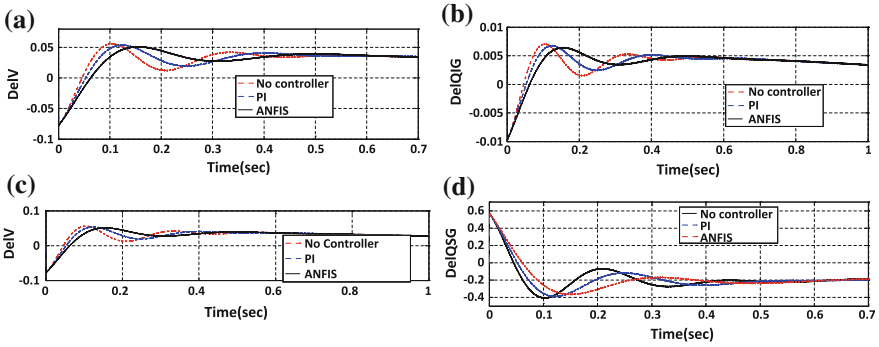 (a)
0.05
0
-0.05
-0.1
DelV
No controller
PI
ANFIS
0 0.1 0.2 0.3 0.4 0.5 0.6 0.7
Time(sec)
(b)
0.01
0.005
0
-0.005
-0.01
DelQIG
No controller
PI
ANFIS
0 0.2 0.4 0.6 0.8 1
Time(sec)
(c)
0.1
0
-0.1
DelV
No Controller
PI
ANFIS
0 0.2 0.4 0.6 0.8 1
Time(sec)
(d)
0.6
0.4
0.2
0
-0.2
-0.4
DelQSG
No controller
PI
ANFIS
0 0.1 0.2 0.3 0.4 0.5 0.6 0.7
Time(sec)